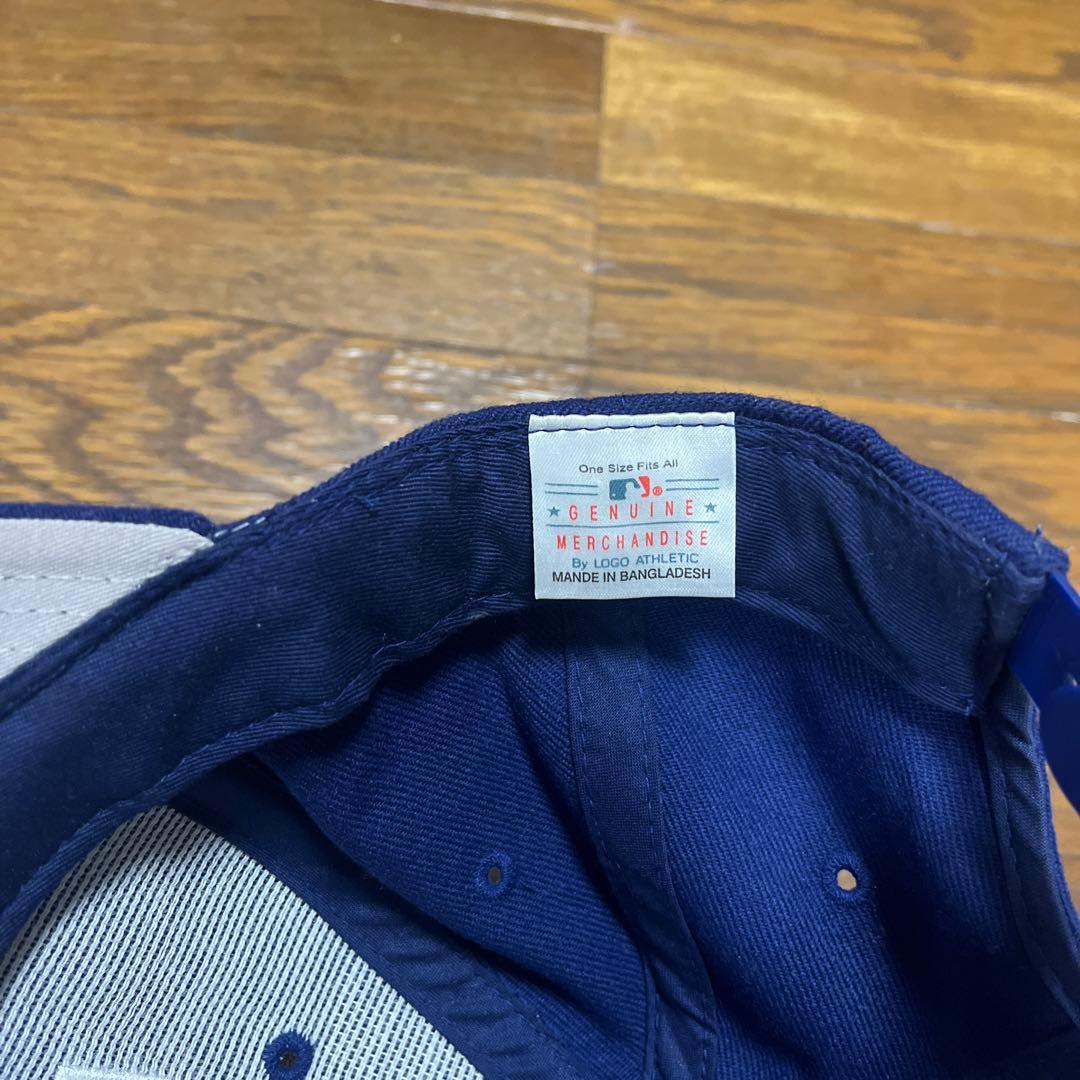 One Size Fits All
®
★ GENUINE ★
MERCHANDISE
By LOGO ATHLETIC
MANDE IN BANGLADESH